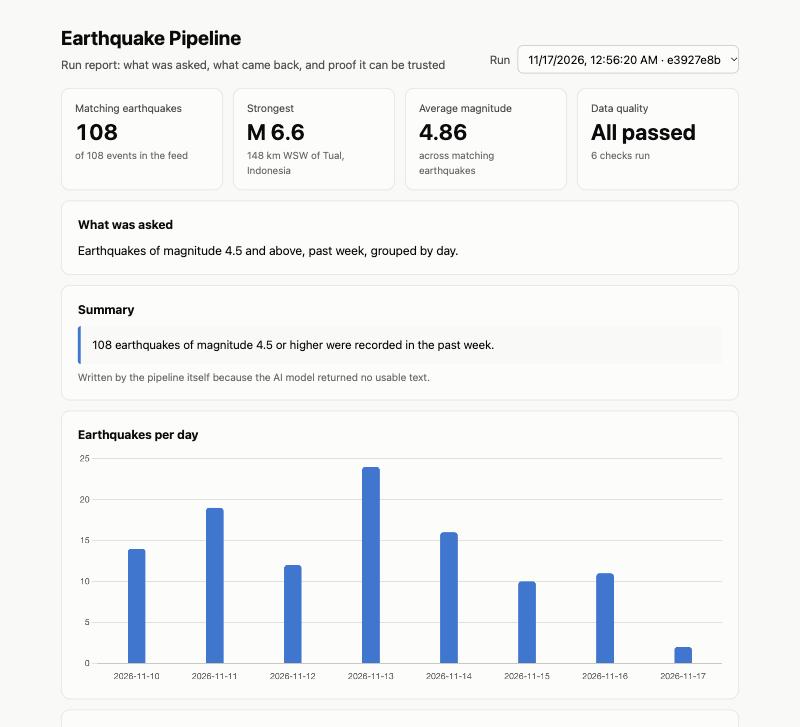 Earthquake Pipeline
Run report: what was asked, what came back, and proof it can be trusted
Run
11/17/2026, 12:56:20 AM · e3927e8b
Matching earthquakes
108
of 108 events in the feed
Strongest
M 6.6
148 km WSW of Tual,
Indonesia
Average magnitude
4.86
across matching
earthquakes
Data quality
All passed
6 checks run
What was asked
Earthquakes of magnitude 4.5 and above, past week, grouped by day.
Summary
108 earthquakes of magnitude 4.5 or higher were recorded in the past week.
Written by the pipeline itself because the AI model returned no usable text.
Earthquakes per day
25
20
15
10
5
0
2026-11-10 2026-11-11 2026-11-12 2026-11-13 2026-11-14 2026-11-15 2026-11-16 2026-11-17